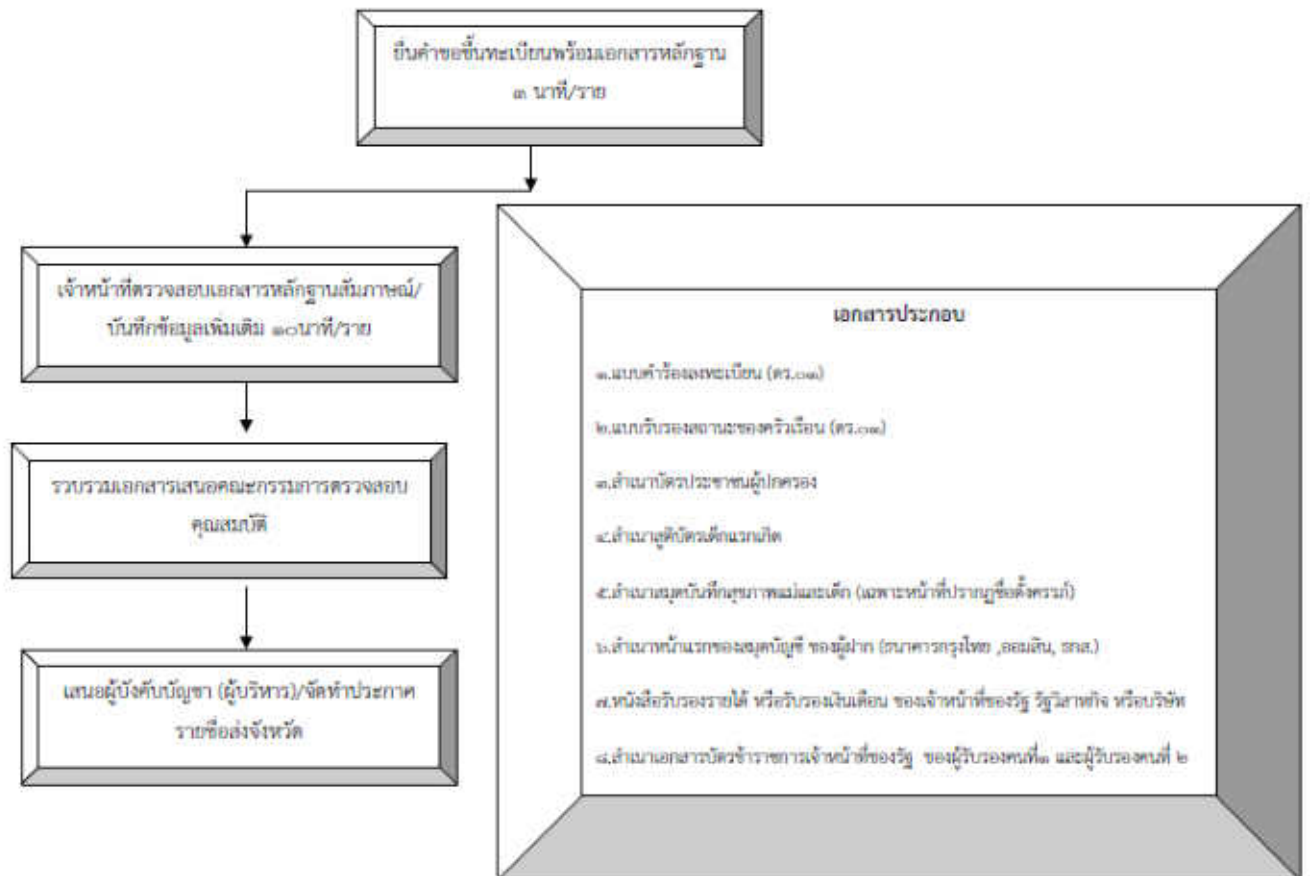 ยื่นคำขอขึ้นทะเบียนพร้อมเอกสารหลักฐาน
๓ นาที/ราย
เจ้าหน้าที่ตรวจสอบเอกสารหลักฐานสัมภาษณ์/
บันทึกข้อมูลเพิ่มเติม ๑๐นาที/ราย
รวบรวมเอกสารเสนอคณะกรรมการตรวจสอบ
คุณสมบัติ
เสนอผู้บังคับบัญชา (ผู้บริหาร)/จัดทำประกาศ
รายชื่อส่งจังหวัด
เอกสารประกอบ
๑.แบบคำร้องลงทะเบียน (ดร.๐๑)
๒.แบบรับรองสถานะของครัวเรือน (ดร.๐๒)
๓.สำเนาบัตรประชาชนผู้ปกครอง
๔.สำเนาสูติบัตรเด็กแรกเกิด
๕.สำเนาสมุดบันทึกสุขภาพแม่และเด็ก (เฉพาะหน้าที่ปรากฏชื่อตั้งครรภ์)
๖.สำเนาหน้าแรกของสมุดบัญชี ของผู้ฝาก (ธนาคารกรุงไทย ,ออมสิน, ธกส.)
๗.หนังสือรับรองรายได้ หรือรับรองเงินเดือน ของเจ้าหน้าที่ของรัฐ รัฐวิสาหกิจ หรือบริษัท
๘.สำเนาเอกสารบัตรข้าราชการเจ้าหน้าที่ของรัฐ ของผู้รับรองคนที่๑ และผู้รับรองคนที่ ๒